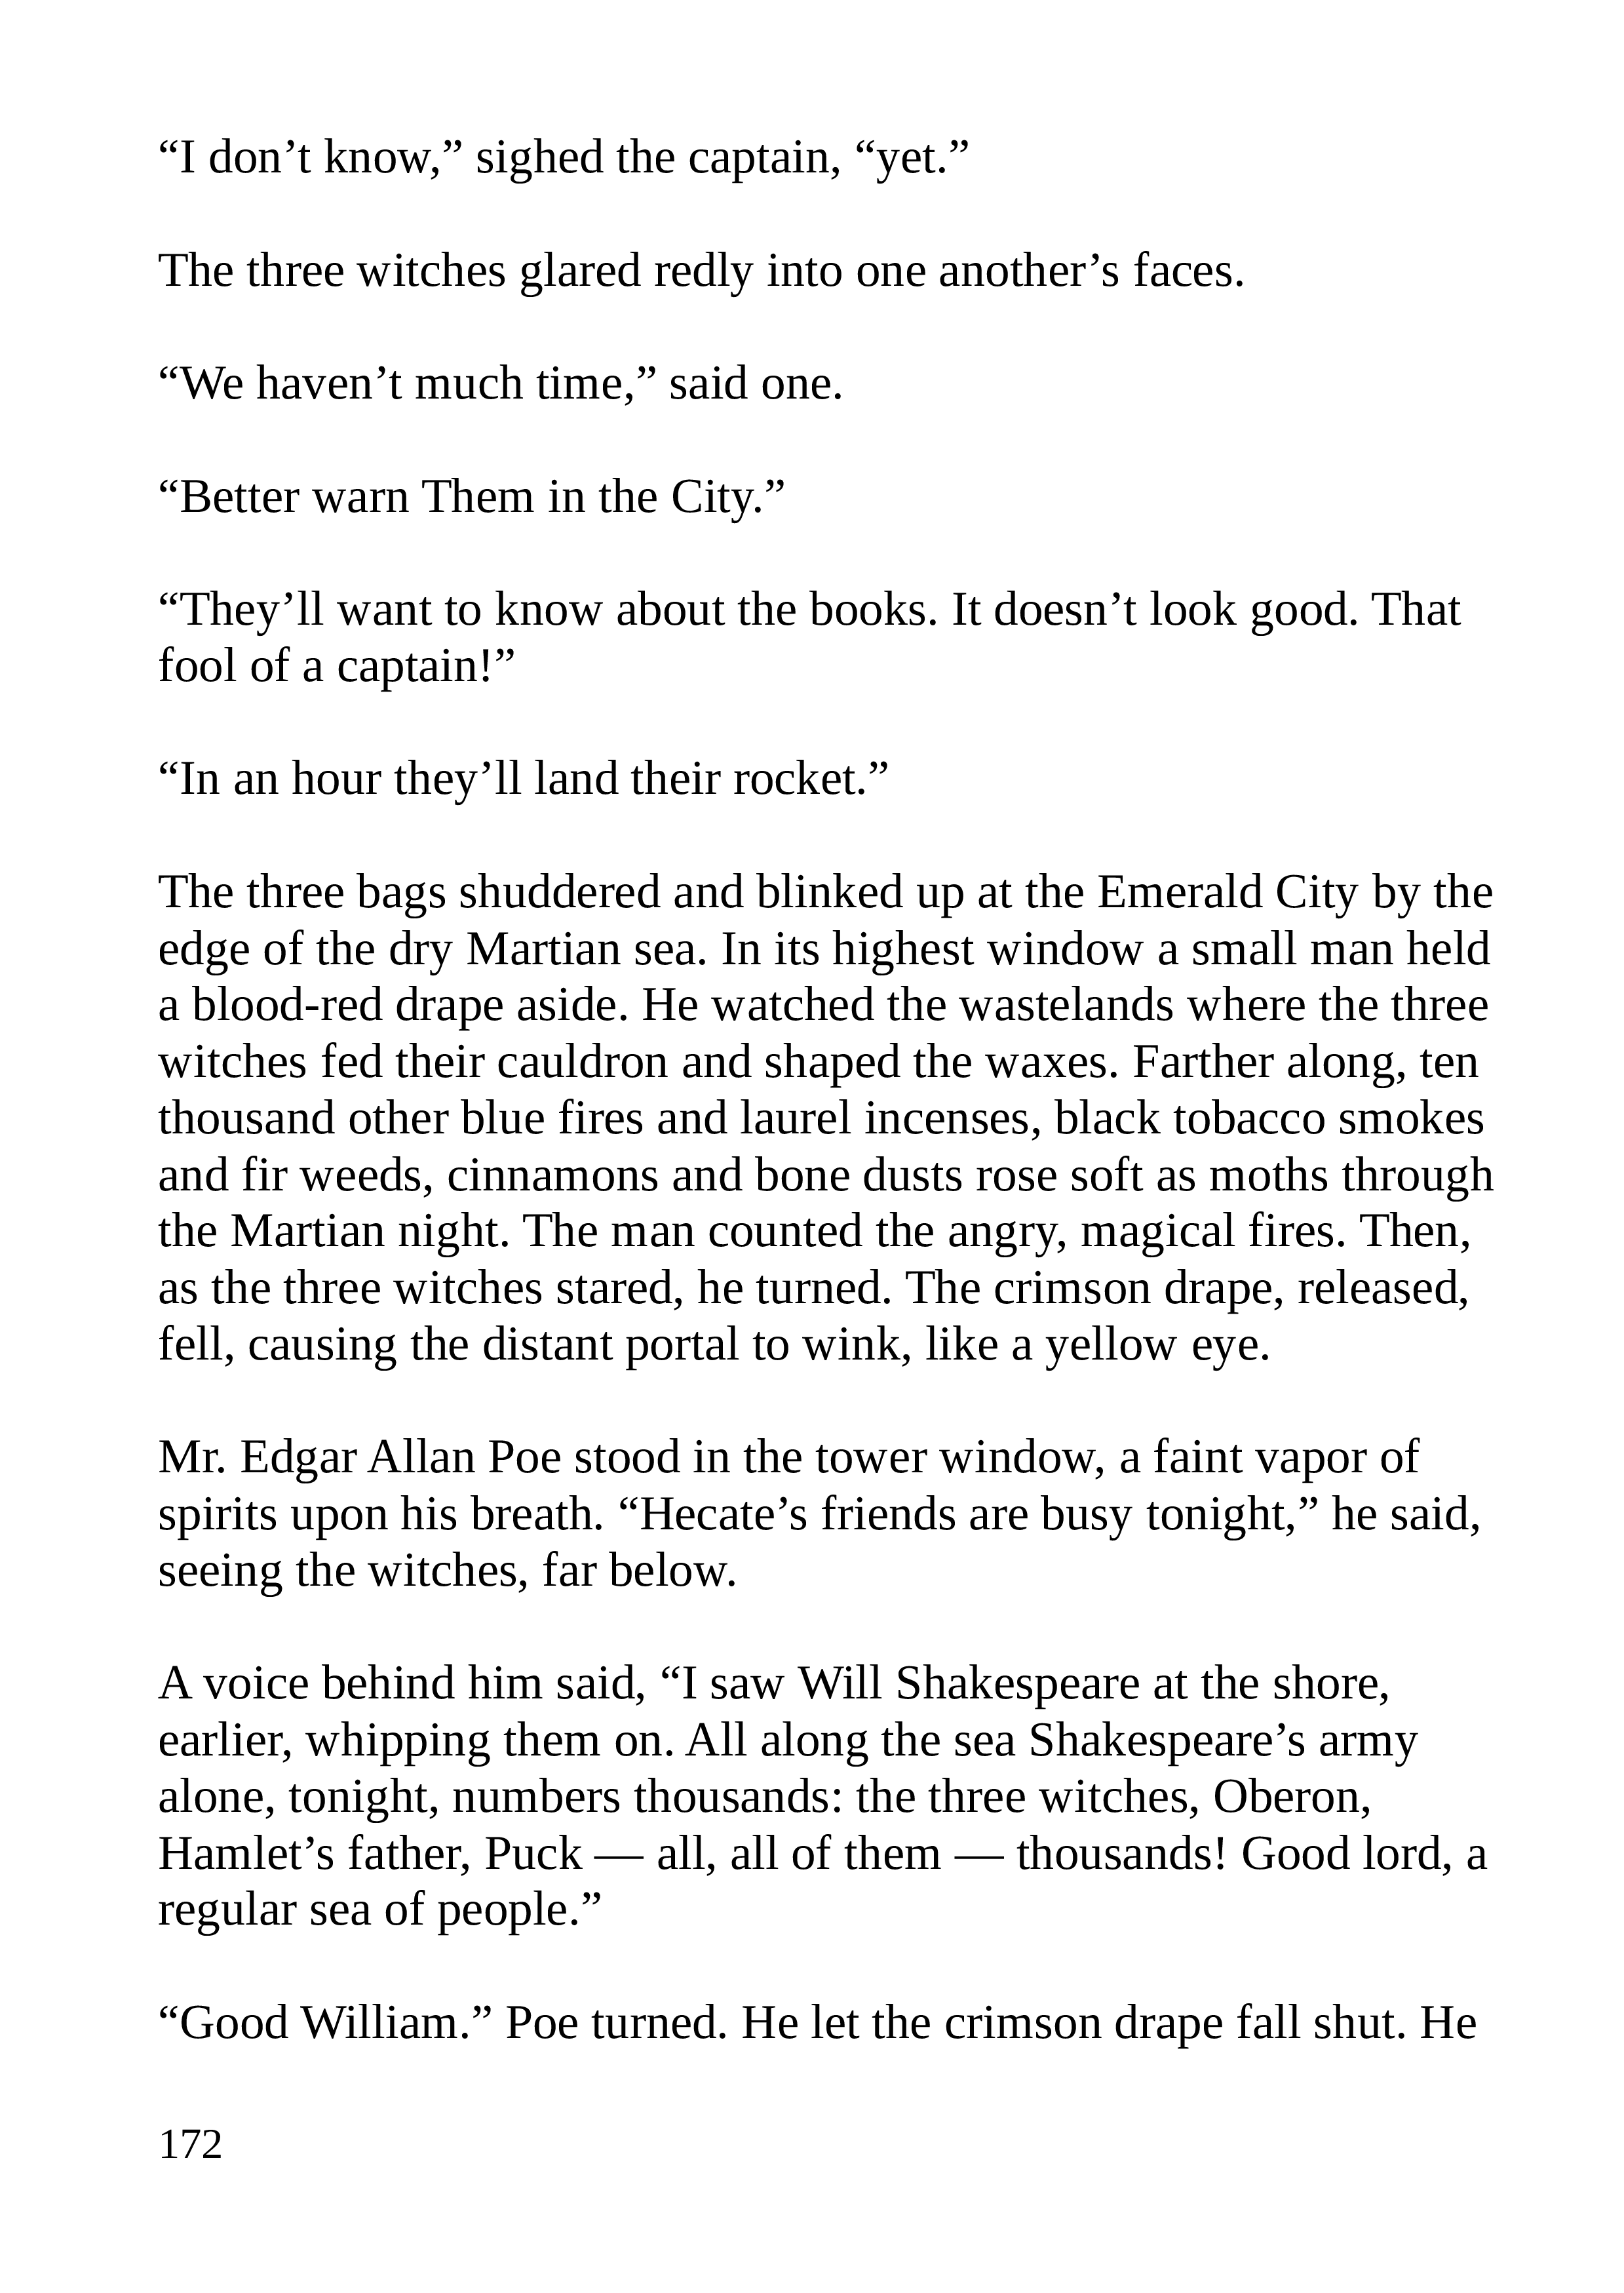 “I don’t know,” sighed the captain, “yet.”
The three witches glared redly into one another’s faces.
“We haven’t much time,” said one.
“Better warn Them in the City.”
“They’ll want to know about the books. It doesn’t look good. That
fool of a captain!”
“In an hour they’ll land their rocket.”
The three bags shuddered and blinked up at the Emerald City by the
edge of the dry Martian sea. In its highest window a small man held
a blood-red drape aside. He watched the wastelands where the three
witches fed their cauldron and shaped the waxes. Farther along, ten
thousand other blue fires and laurel incenses, black tobacco smokes
and fir weeds, cinnamons and bone dusts rose soft as moths through
the Martian night. The man counted the angry, magical fires. Then,
as the three witches stared, he turned. The crimson drape, released,
fell, causing the distant portal to wink, like a yellow eye.
Mr. Edgar Allan Poe stood in the tower window, a faint vapor of
spirits upon his breath. “Hecate’s friends are busy tonight,” he said,
seeing the witches, far below.
A voice behind him said, “I saw Will Shakespeare at the shore,
earlier, whipping them on. All along the sea Shakespeare’s army
alone, tonight, numbers thousands: the three witches, Oberon,
Hamlet’s father, Puck — all, all of them — thousands! Good lord, a
regular sea of people.”
“Good William.” Poe turned. He let the crimson drape fall shut. He
172